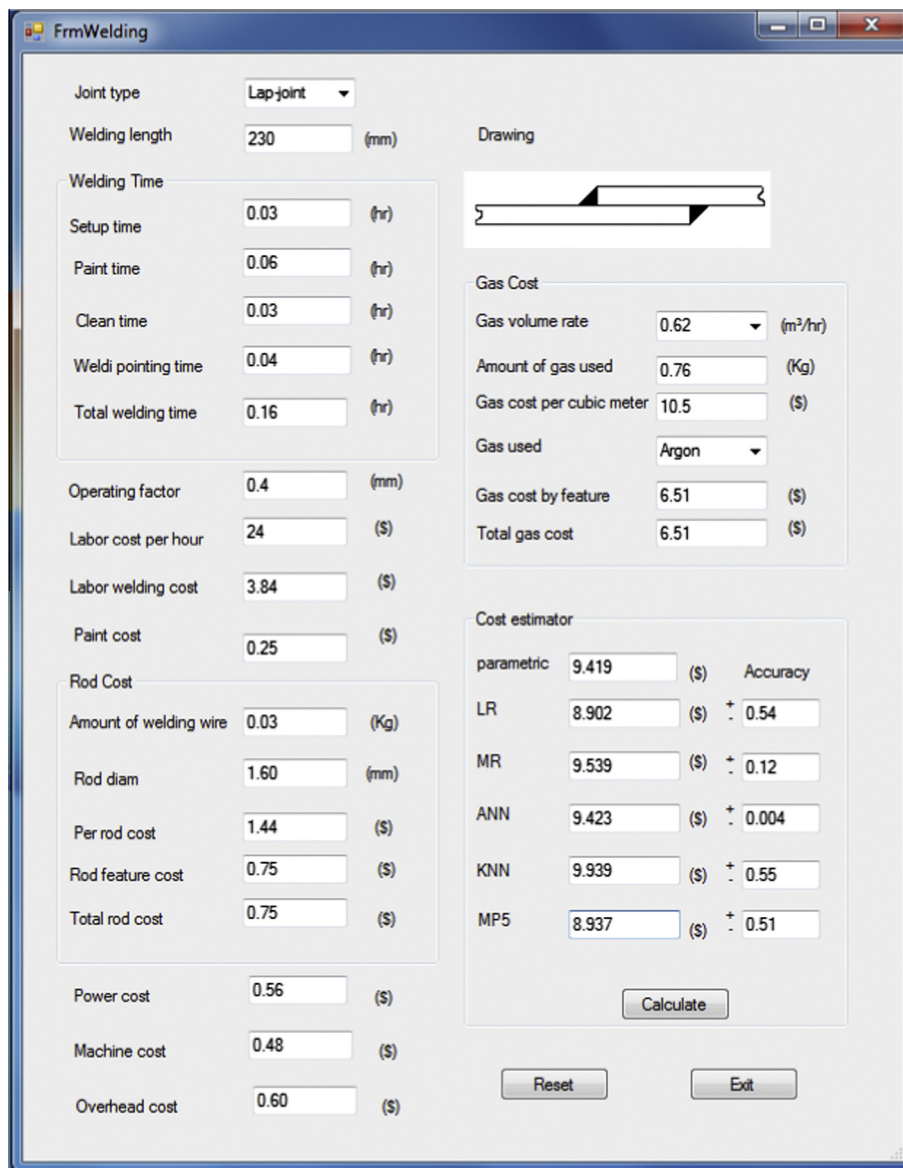 FrmWelding
Joint type Lap-joint
Welding length 230 (mm)
Welding Time
Setup time 0.03 (hr)
Paint time 0.06 (hr)
Clean time 0.03 (hr)
Weldi pointing time 0.04 (hr)
Total welding time 0.16 (hr)
Operating factor 0.4 (mm)
Labor cost per hour 24 ($)
Labor welding cost 3.84 ($)
Paint cost 0.25 ($)
Rod Cost
Amount of welding wire 0.03 (Kg)
Rod diam 1.60 (mm)
Per rod cost 1.44 ($)
Rod feature cost 0.75 ($)
Total rod cost 0.75 ($)
Power cost 0.56 ($)
Machine cost 0.48 ($)
Overhead cost 0.60 ($)
Drawing
Gas Cost
Gas volume rate 0.62 (m³/hr)
Amount of gas used 0.76 (Kg)
Gas cost per cubic meter 10.5 ($)
Gas used Argon
Gas cost by feature 6.51 ($)
Total gas cost 6.51 ($)
Cost estimator
parametric 9.419 ($) Accuracy
LR 8.902 ($) +- 0.54
MR 9.539 ($) +- 0.12
ANN 9.423 ($) +- 0.004
KNN 9.939 ($) +- 0.55
MP5 8.937 ($) +- 0.51
Calculate
Reset Exit